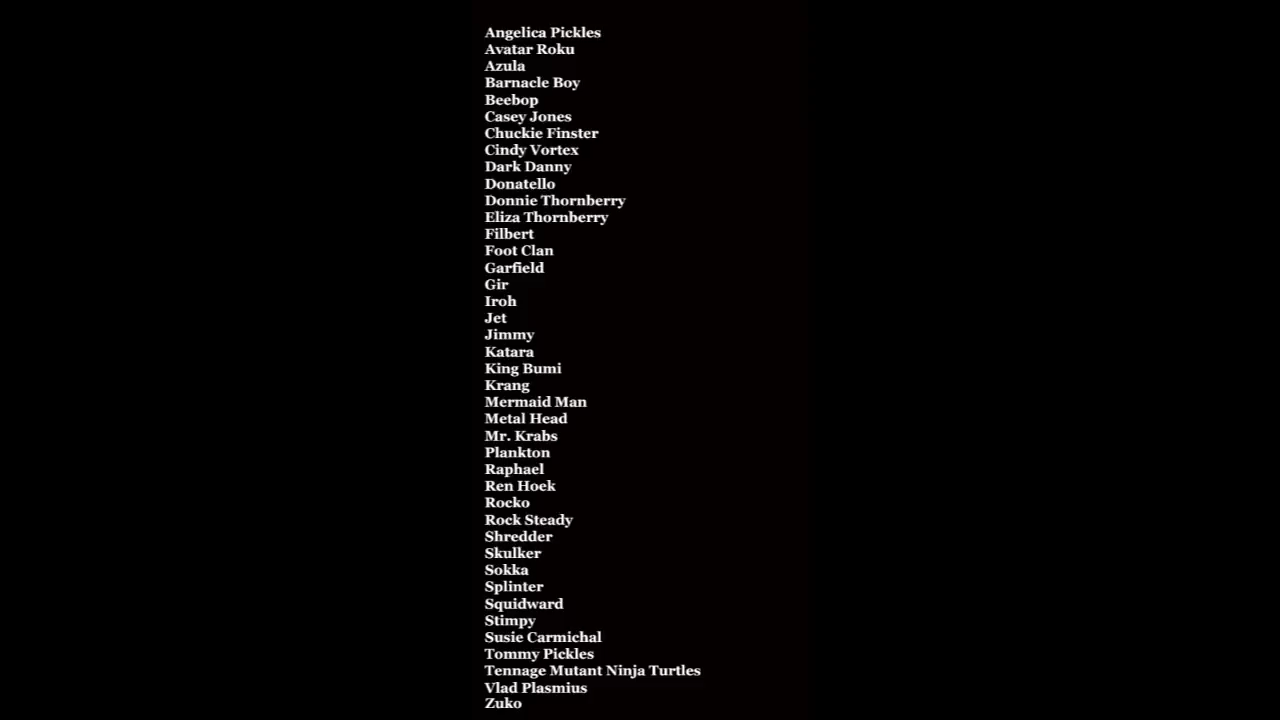 Angelica Pickles
Avatar Roku
Azula
Barnacle Boy
Beebop
Casey Jones
Chuckie Finster
Cindy Vortex
Dark Danny
Donatello
Donnie Thornberry
Eliza Thornberry
Filbert
Foot Clan
Garfield
Gir
Iroh
Jet
Jimmy
Katara
King Bumi
Krang
Mermaid Man
Metal Head
Mr. Krabs
Plankton
Raphael
Ren Hoek
Rocko
Rock Steady
Shredder
Skulker
Sokka
Splinter
Squidward
Stimpy
Susie Carmichal
Tommy Pickles
Tennage Mutant Ninja Turtles
Vlad Plasmius
Zuko